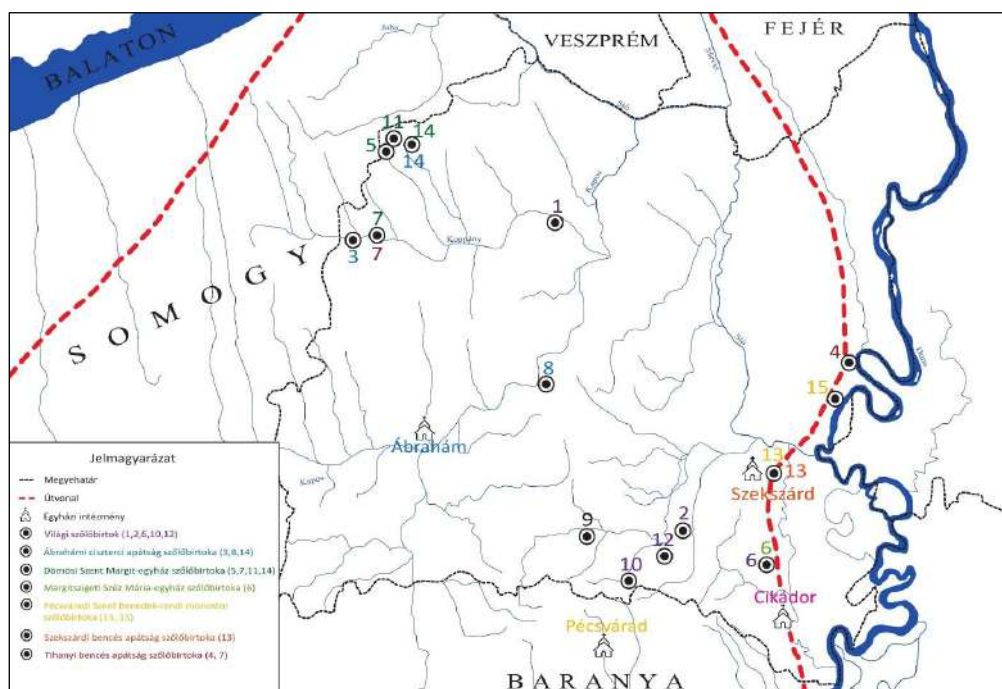 BALATON
VESZPRÉM
FEJÉR
Sió
11
14
5
14
Kapos
1
7
3
7
Koppány
SOMOGY
Sió
4
Duna
8
15
Ábrahám
13
13
Szekszárd
Kapos
9
2
12
10
6
6
Cikádor
Pécsvárad
BARANYA
Jelmagyarázat
Megyehatár
Útvonal
Egyházi intézmény
Világi szőlőbirtok (1,2,6,10,12)
Ábrahámi ciszterci apátság szőlőbirtoka (3,8,14)
Dömösi Szent Margit-egyház szőlőbirtoka (5,7,11,14)
Margitszigeti Szűz Mária-egyház szőlőbirtoka (6)
Pécsváradi Szent Benedek-rendi monostor
szőlőbirtoka (13, 15)
Szekszárdi bencés apátság szőlőbirtoka (13)
Tihanyi bencés apátság szőlőbirtoka (4, 7)